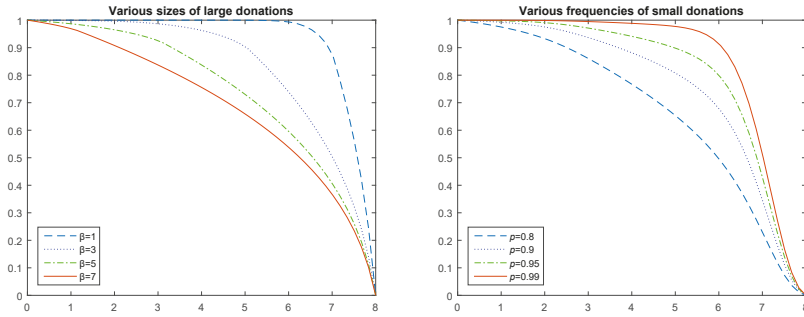 Various sizes of large donations
1
0.9
0.8
0.7
0.6
0.5
0.4
0.3
0.2
0.1
0
β=1
β=3
β=5
β=7
0 1 2 3 4 5 6 7 8
Various frequencies of small donations
1
0.9
0.8
0.7
0.6
0.5
0.4
0.3
0.2
0.1
0
p=0.8
p=0.9
p=0.95
p=0.99
0 1 2 3 4 5 6 7 8